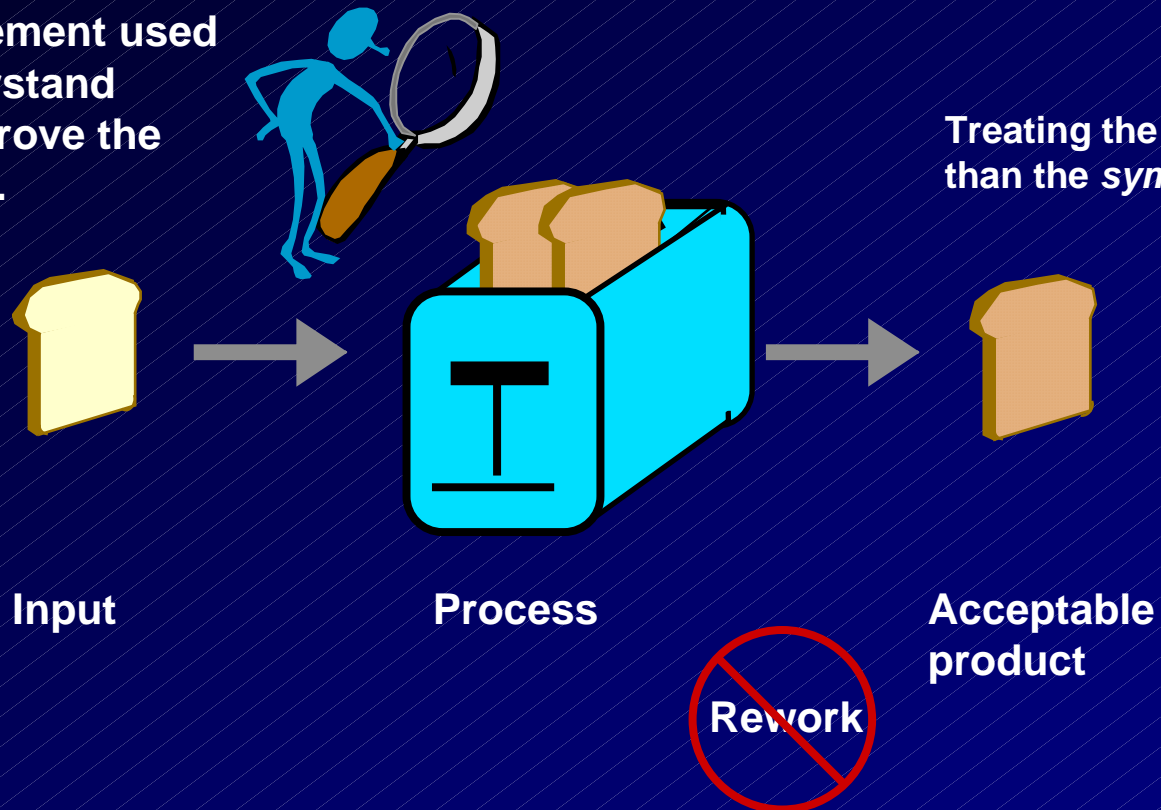 ement used
rstand
rove the
.
Treating the
than the sym
Input
Process
Acceptable
product
Rework